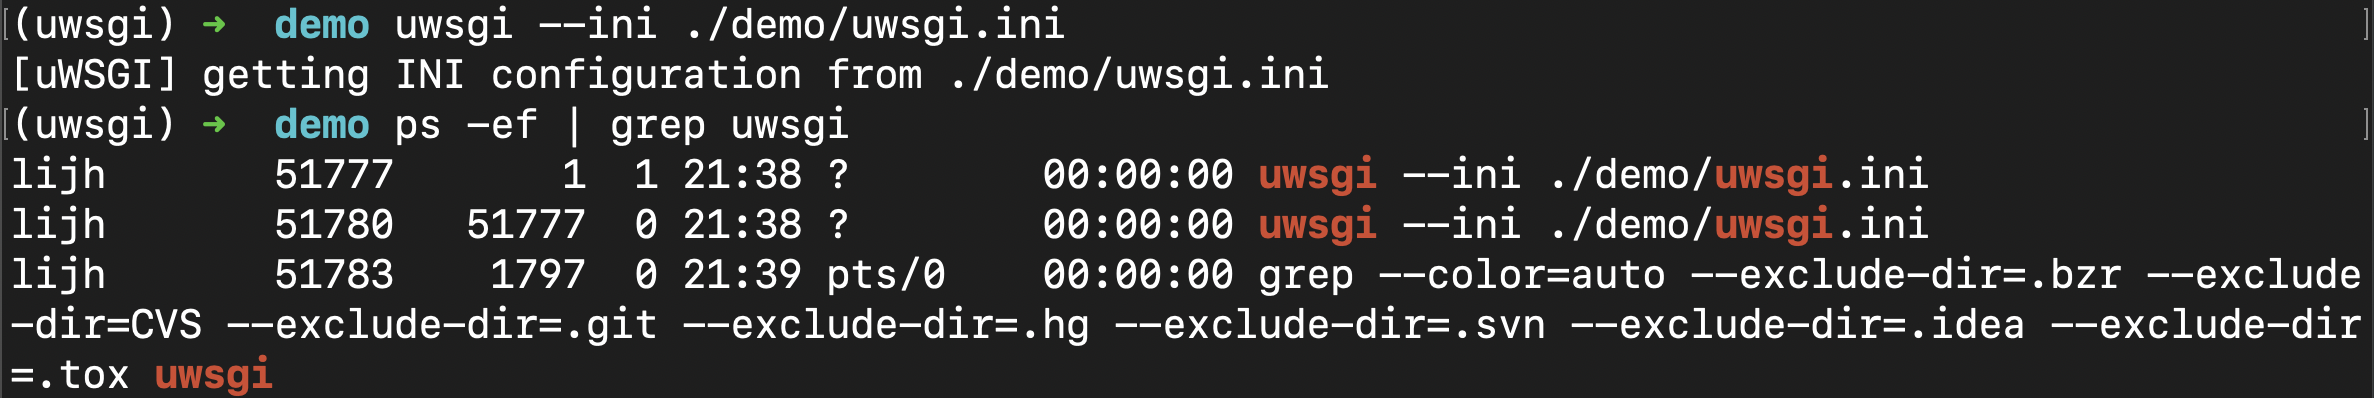 (uwsgi) ➜  demo uwsgi --ini ./demo/uwsgi.ini
[uWSGI] getting INI configuration from ./demo/uwsgi.ini
(uwsgi) ➜  demo ps -ef | grep uwsgi
lijh       51777       1  1 21:38 ?        00:00:00 uwsgi --ini ./demo/uwsgi.ini
lijh       51780   51777  0 21:38 ?        00:00:00 uwsgi --ini ./demo/uwsgi.ini
lijh       51783    1797  0 21:39 pts/0    00:00:00 grep --color=auto --exclude-dir=.bzr --exclude
-dir=CVS --exclude-dir=.git --exclude-dir=.hg --exclude-dir=.svn --exclude-dir=.idea --exclude-dir
=.tox uwsgi